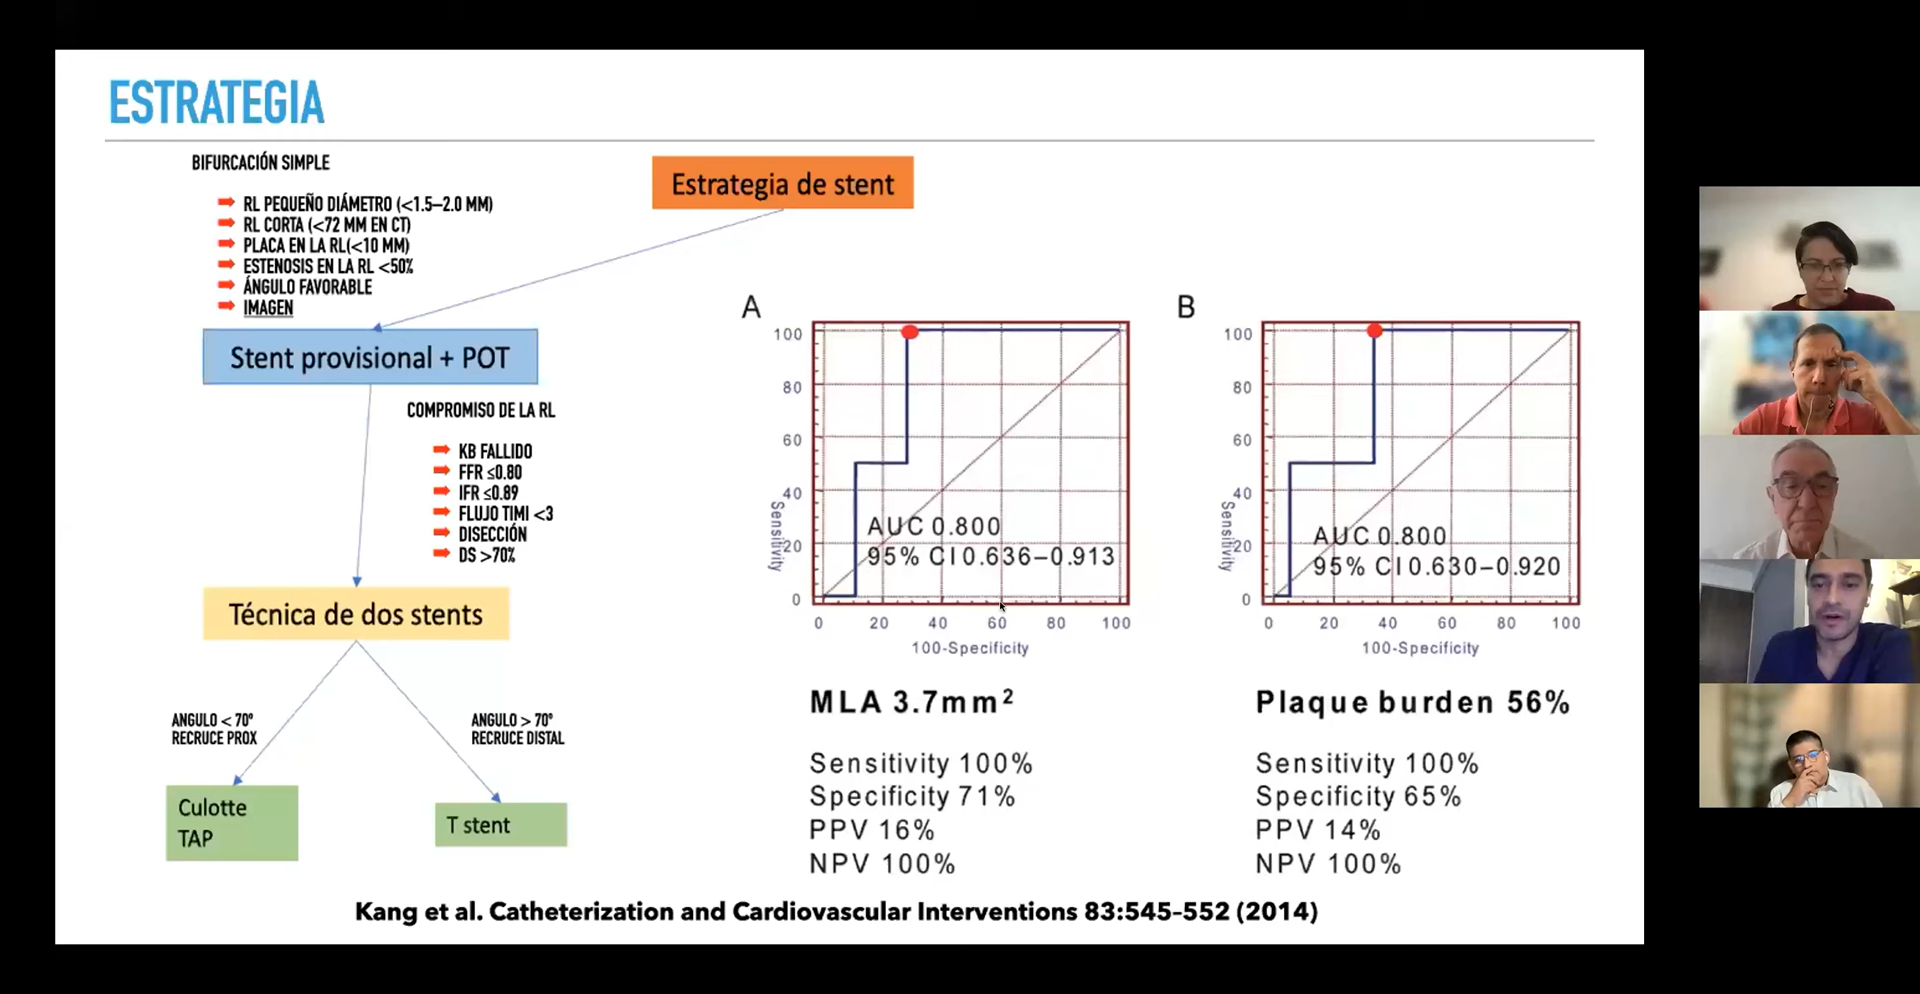 ESTRATEGIA
BIFURCACIÓN SIMPLE
RL PEQUEÑO DIÁMETRO (<1.5–2.0 MM)
RL CORTA (<72 MM EN CT)
PLACA EN LA RL(<10 MM)
ESTENOSIS EN LA RL <50%
ÁNGULO FAVORABLE
IMAGEN
Estrategia de stent
Stent provisional + POT
COMPROMISO DE LA RL
KB FALLIDO
FFR ≤0.80
IFR ≤0.89
FLUJO TIMI <3
DISECCIÓN
DS >70%
Técnica de dos stents
ANGULO < 70º
RECRUCE PROX
ANGULO > 70º
RECRUCE DISTAL
Culotte
TAP
T stent
A
100
80
60
40
20
0
Sensitivity
AUC 0.800
95% CI 0.636–0.913
0 20 40 60 80 100
100-Specificity
MLA 3.7mm²
Sensitivity 100%
Specificity 71%
PPV 16%
NPV 100%
B
100
80
60
40
20
0
Sensitivity
AUC 0.800
95% CI 0.630–0.920
0 20 40 60 80 100
100-Specificity
Plaque burden 56%
Sensitivity 100%
Specificity 65%
PPV 14%
NPV 100%
Kang et al. Catheterization and Cardiovascular Interventions 83:545–552 (2014)